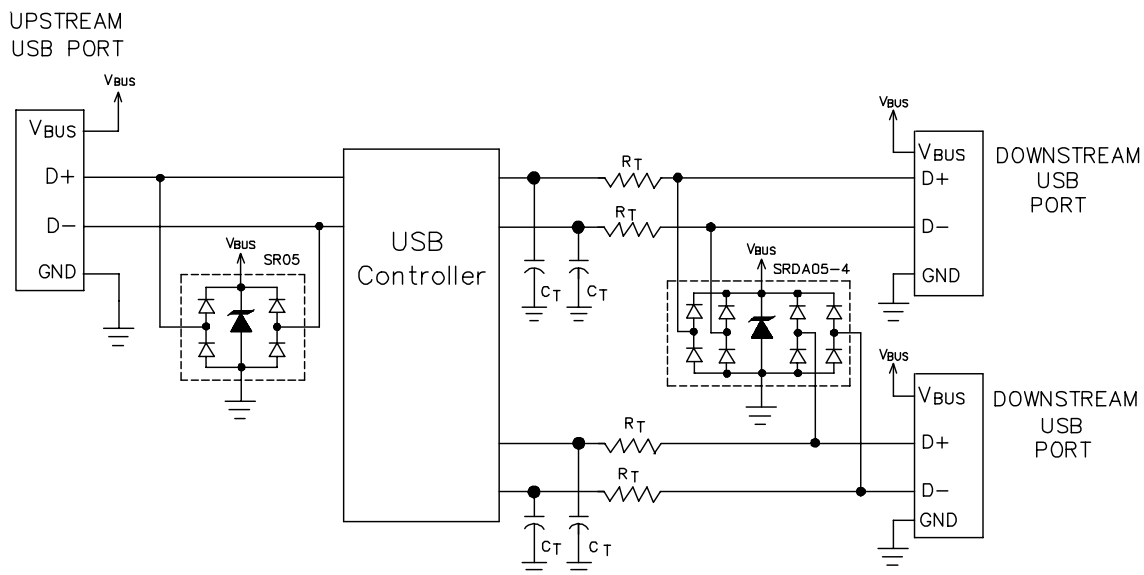 UPSTREAM
USB PORT
VBUS
VBUS
D+
D-
GND
VBUS
SR05
USB
Controller
RT
RT
CT
CT
VBUS
SRDA05-4
VBUS
VBUS
D+
D-
GND
DOWNSTREAM
USB
PORT
RT
RT
CT
CT
VBUS
VBUS
D+
D-
GND
DOWNSTREAM
USB
PORT